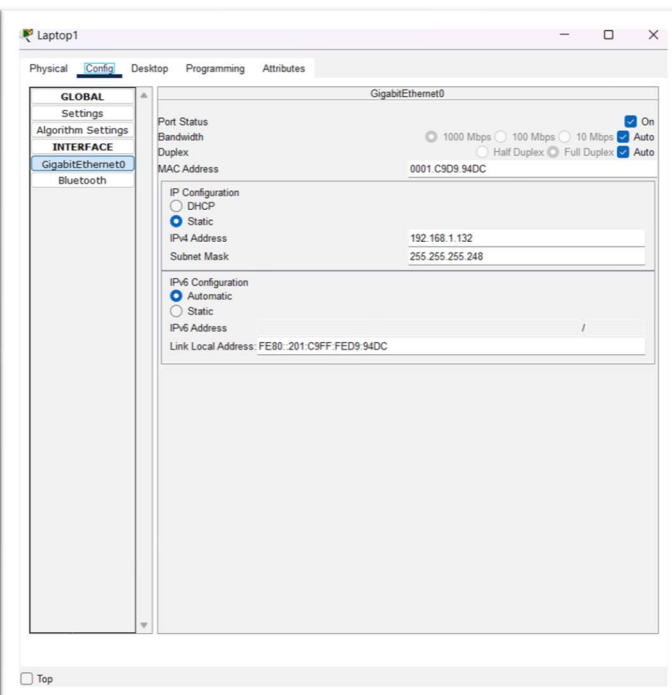 Laptop1
Physical Config Desktop Programming Attributes
GLOBAL
Settings
Algorithm Settings
INTERFACE
GigabitEthernet0
Bluetooth
GigabitEthernet0
Port Status On
Bandwidth 1000 Mbps 100 Mbps 10 Mbps Auto
Duplex Half Duplex Full Duplex Auto
MAC Address 0001.C9D9.94DC
IP Configuration
DHCP
Static
IPv4 Address 192.168.1.132
Subnet Mask 255.255.255.248
IPv6 Configuration
Automatic
Static
IPv6 Address /
Link Local Address: FE80::201:C9FF:FED9:94DC
Top